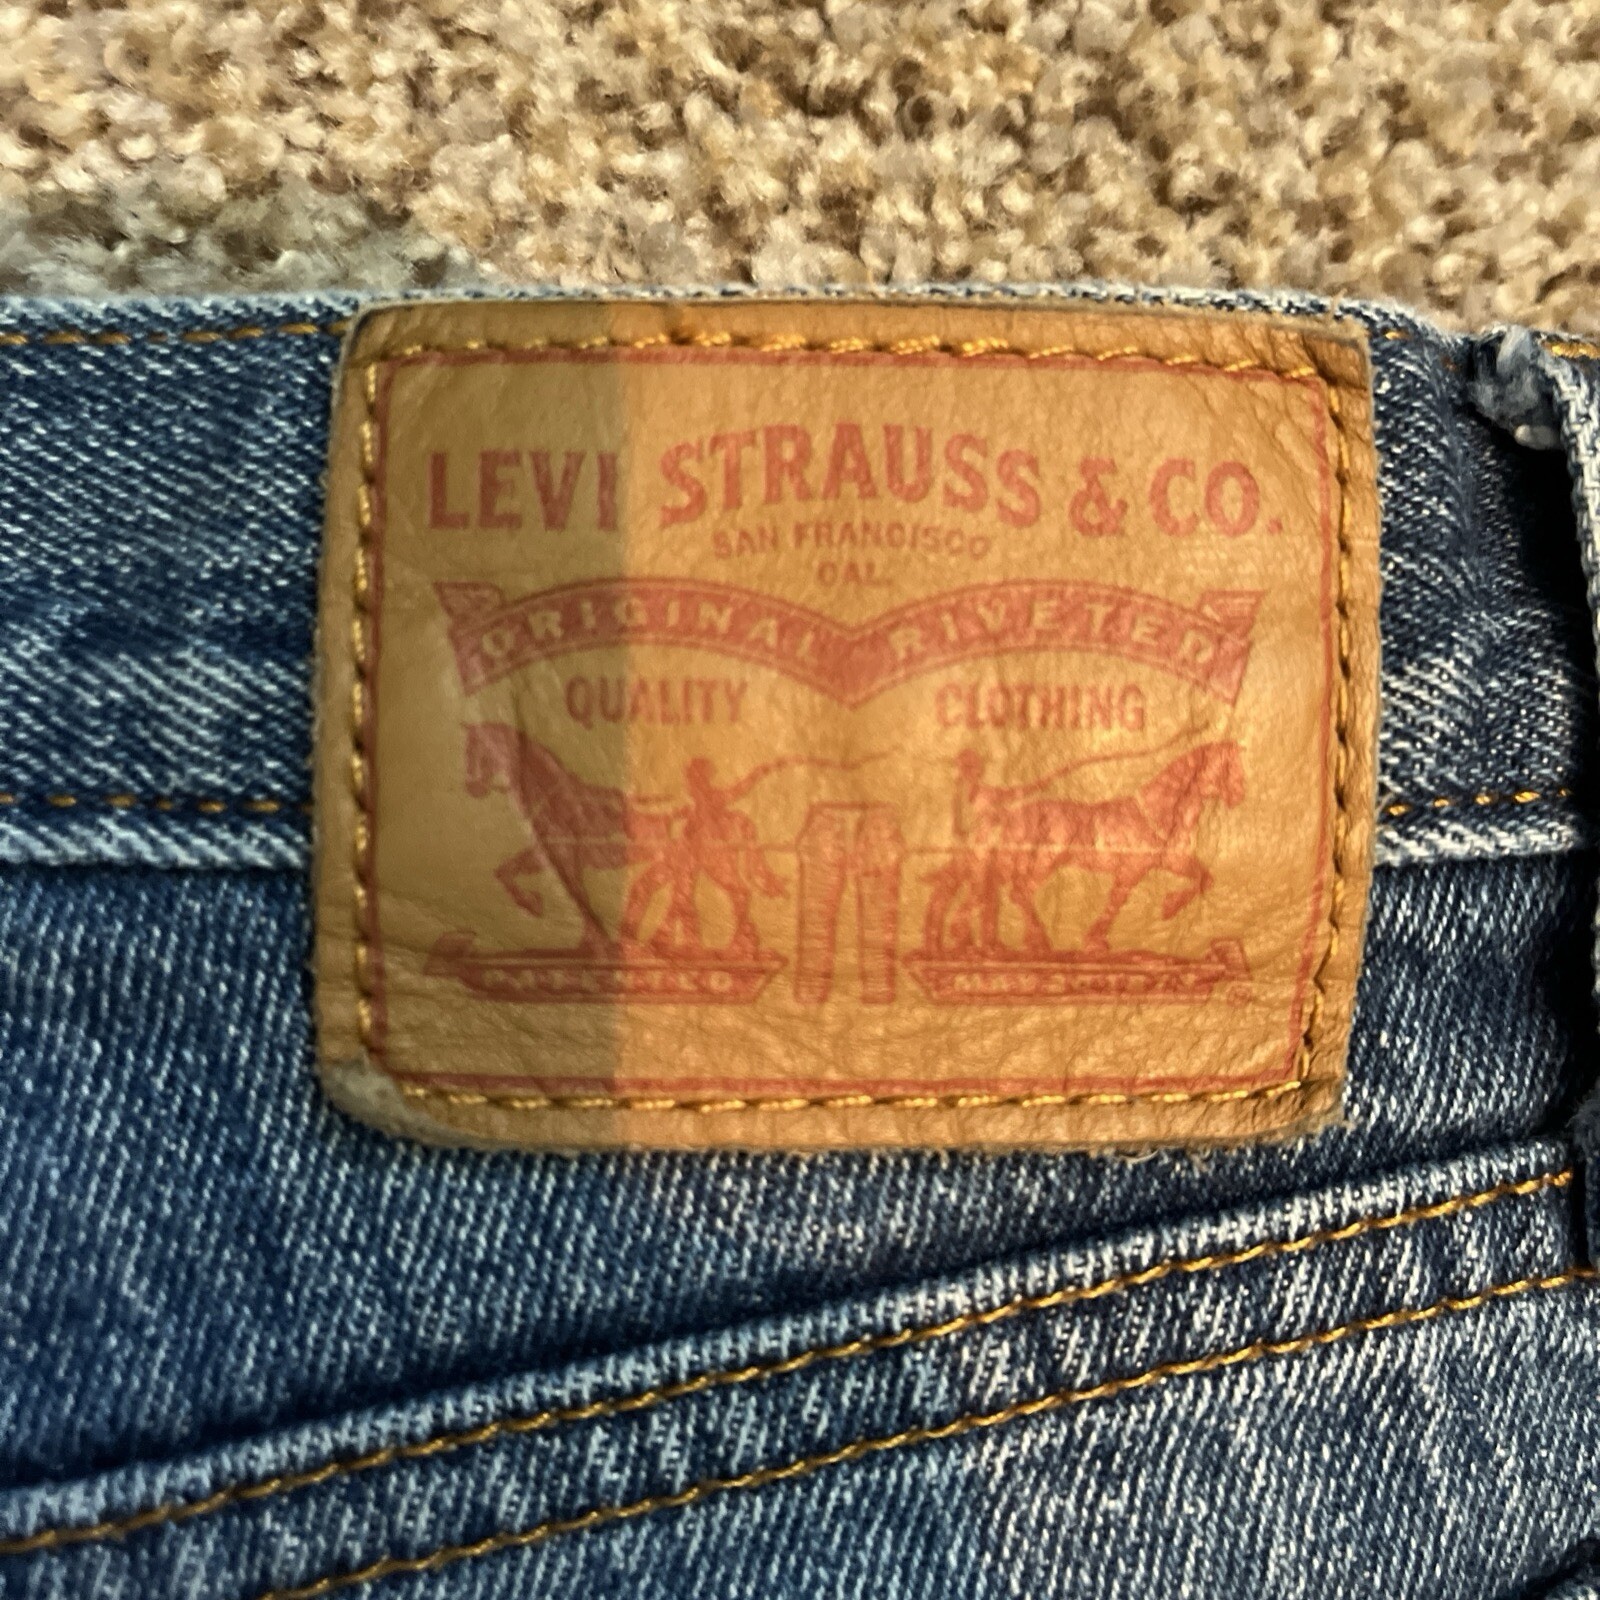 LEVI STRAUSS & CO.
SAN FRANCISCO
CAL.
ORIGINAL RIVETED
QUALITY CLOTHING